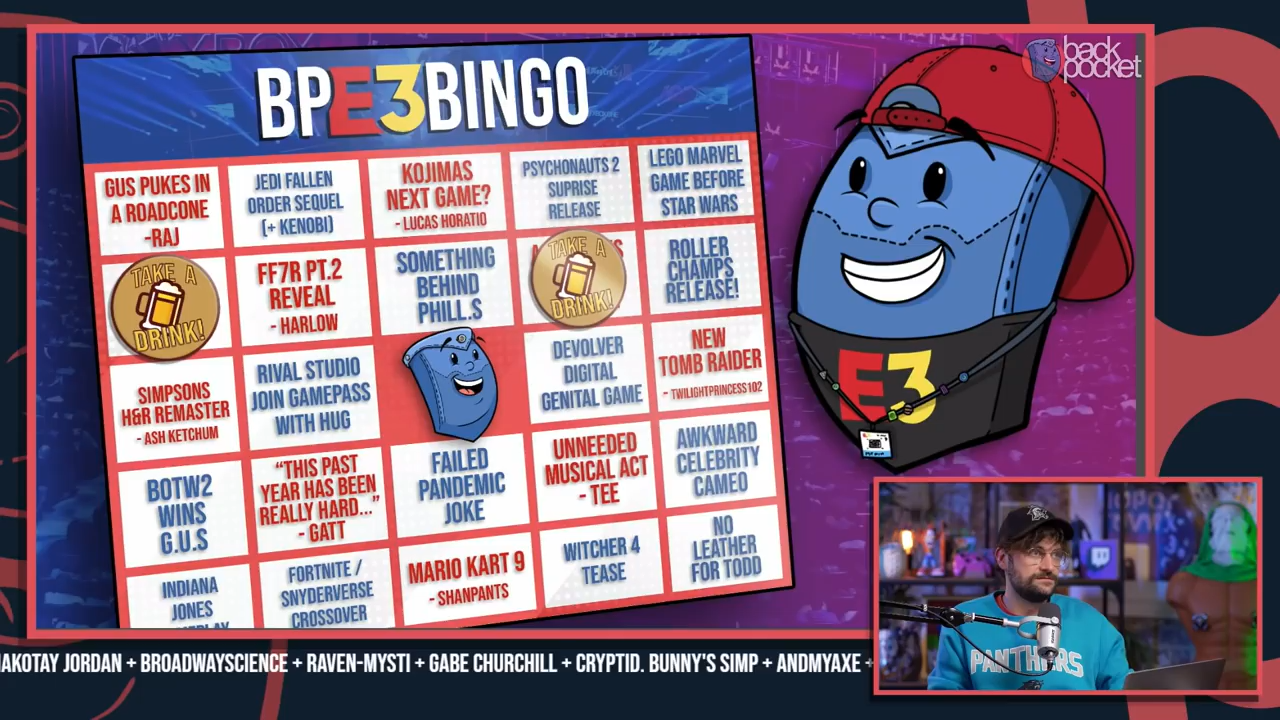 back
pocket
BPE3BINGO
GUS PUKES IN
A ROADCONE
-RAJ
JEDI FALLEN
ORDER SEQUEL
(+ KENOBI)
KOJIMAS
NEXT GAME?
- LUCAS HORATIO
PSYCHONAUTS 2
SUPRISE
RELEASE
LEGO MARVEL
GAME BEFORE
STAR WARS
TAKE A
DRINK!
FF7R PT.2
REVEAL
- HARLOW
SOMETHING
BEHIND
PHILL.S
TAKE A
DRINK!
ROLLER
CHAMPS
RELEASE!
SIMPSONS
H&R REMASTER
- ASH KETCHUM
RIVAL STUDIO
JOIN GAMEPASS
WITH HUG
DEVOLVER
DIGITAL
GENITAL GAME
NEW
TOMB RAIDER
- TWILIGHTPRINCESS102
BOTW2
WINS
G.U.S
"THIS PAST
YEAR HAS BEEN
REALLY HARD..."
- GATT
FAILED
PANDEMIC
JOKE
UNNEEDED
MUSICAL ACT
- TEE
AWKWARD
CELEBRITY
CAMEO
INDIANA
JONES
FORTNITE /
SNYDERVERSE
CROSSOVER
MARIO KART 9
- SHANPANTS
WITCHER 4
TEASE
NO
LEATHER
FOR TODD
E3
PANTHERS
JORDAN + BROADWAYSCIENCE + RAVEN-MYSTI + GABE CHURCHILL + CRYPTID. BUNNY'S SIMP + ANDMYAXE +